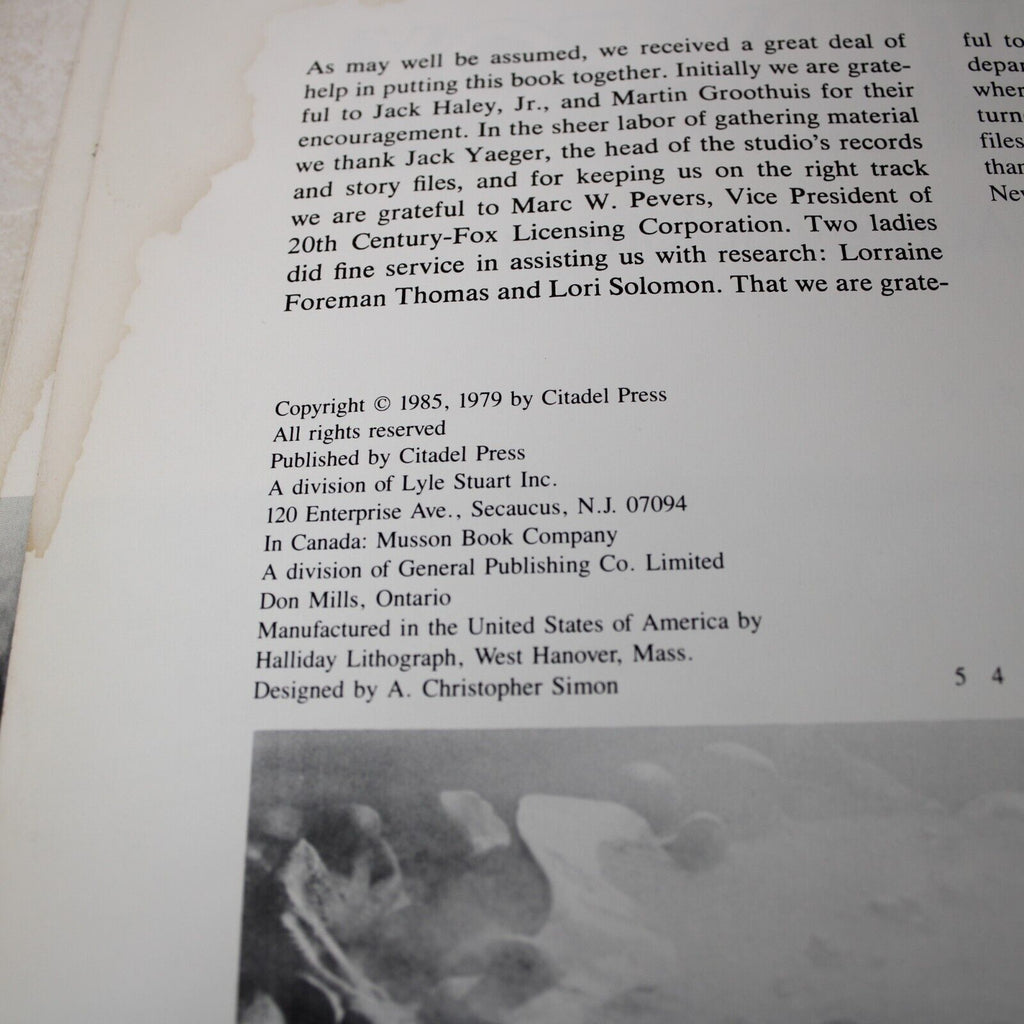 As may well be assumed, we received a great deal of
help in putting this book together. Initially we are grate-
ful to Jack Haley, Jr., and Martin Groothuis for their
encouragement. In the sheer labor of gathering material
we thank Jack Yaeger, the head of the studio's records
and story files, and for keeping us on the right track
we are grateful to Marc W. Pevers, Vice President of
20th Century-Fox Licensing Corporation. Two ladies
did fine service in assisting us with research: Lorraine
Foreman Thomas and Lori Solomon. That we are grate-
ful to
when
turn
files
Copyright © 1985, 1979 by Citadel Press
All rights reserved
Published by Citadel Press
A division of Lyle Stuart Inc.
120 Enterprise Ave., Secaucus, N.J. 07094
In Canada: Musson Book Company
A division of General Publishing Co. Limited
Don Mills, Ontario
Manufactured in the United States of America by
Halliday Lithograph, West Hanover, Mass.
Designed by A. Christopher Simon
5 4